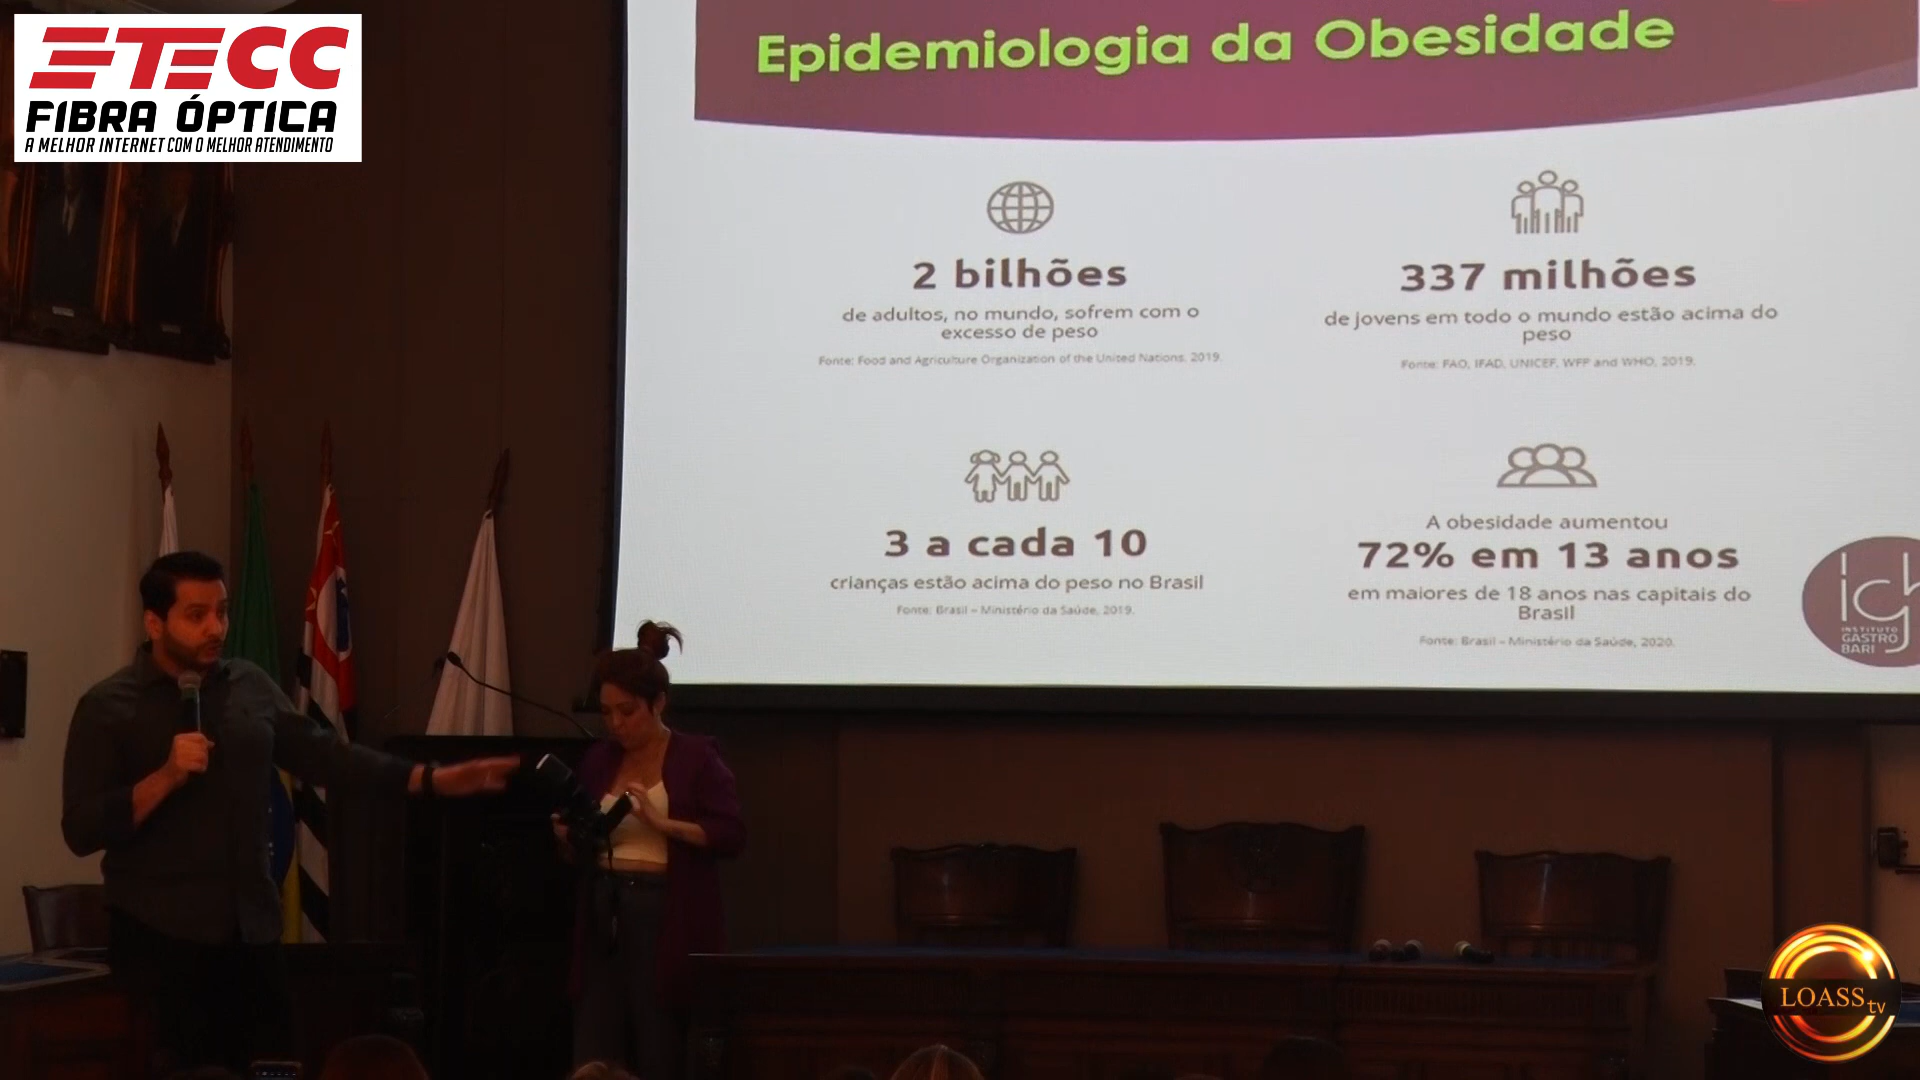 ETECC
FIBRA ÓPTICA
A MELHOR INTERNET COM O MELHOR ATENDIMENTO
Epidemiologia da Obesidade
2 bilhões
de adultos, no mundo, sofrem com o
excesso de peso
Fonte: Food and Agriculture Organization of the United Nations. 2019.
337 milhões
de jovens em todo o mundo estão acima do
peso
Fonte: FAO, IFAD, UNICEF, WFP and WHO, 2019.
3 a cada 10
crianças estão acima do peso no Brasil
Fonte: Brasil – Ministério da Saúde, 2019.
A obesidade aumentou
72% em 13 anos
em maiores de 18 anos nas capitais do
Brasil
Fonte: Brasil – Ministério da Saúde, 2020.
INSTITUTO
GASTRO
BARI
LOASS tv